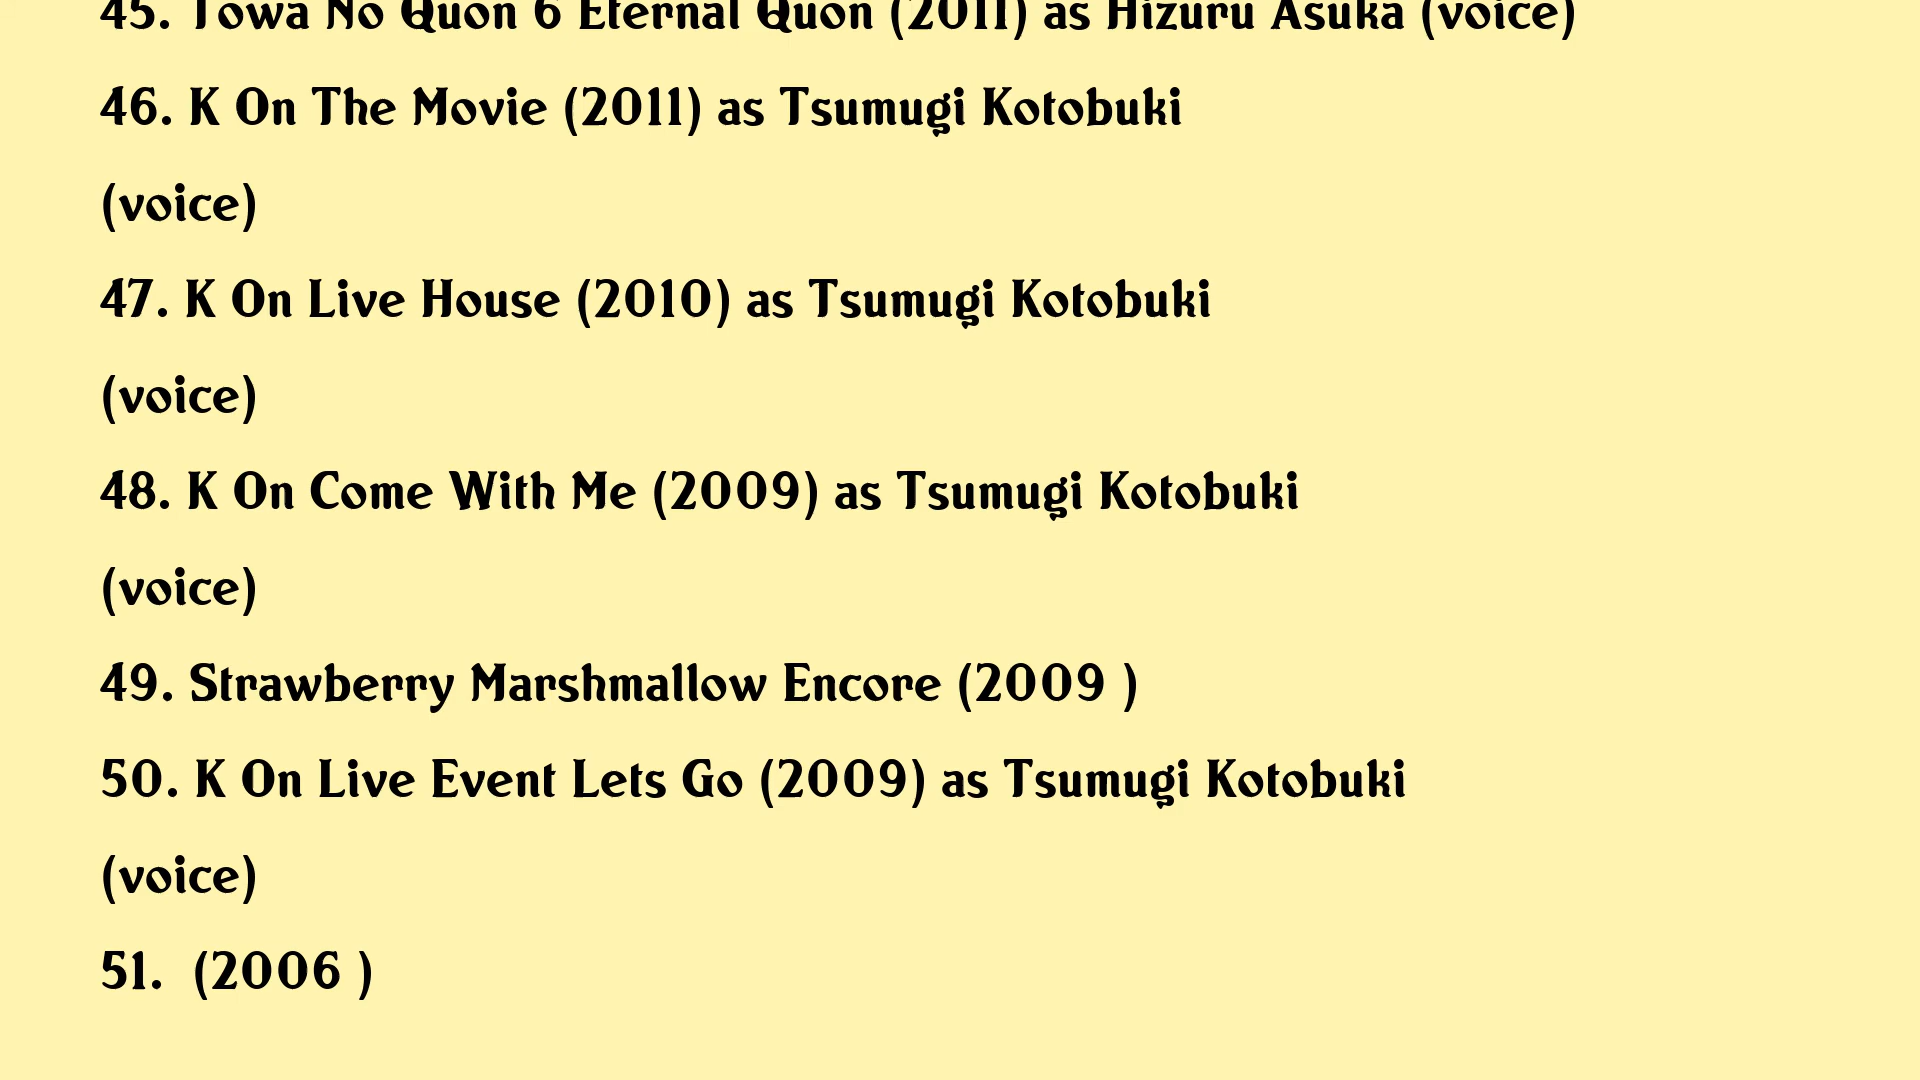 45. Towa No Quon 6 Eternal Quon (2011) as Hizuru Asuka (voice)
46. K On The Movie (2011) as Tsumugi Kotobuki
(voice)
47. K On Live House (2010) as Tsumugi Kotobuki
(voice)
48. K On Come With Me (2009) as Tsumugi Kotobuki
(voice)
49. Strawberry Marshmallow Encore (2009 )
50. K On Live Event Lets Go (2009) as Tsumugi Kotobuki
(voice)
51.  (2006 )